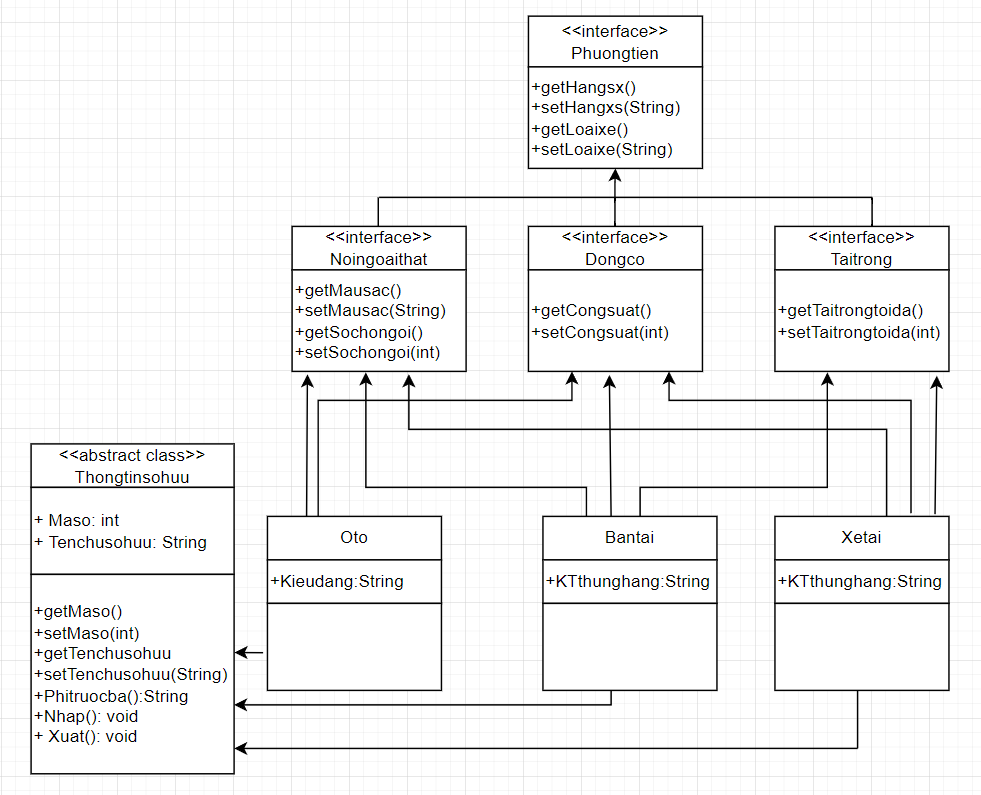 <<interface>>
Phuongtien
+getHangsx()
+setHangxs(String)
+getLoaixe()
+setLoaixe(String)
<<interface>>
Noingoaithat
+getMausac()
+setMausac(String)
+getSochongoi()
+setSochongoi(int)
<<interface>>
Dongco
+getCongsuat()
+setCongsuat(int)
<<interface>>
Taitrong
+getTaitrongtoida()
+setTaitrongtoida(int)
<<abstract class>>
Thongtinsohuu
+ Maso: int
+ Tenchusohuu: String
+getMaso()
+setMaso(int)
+getTenchusohuu
+setTenchusohuu(String)
+Phitruocba():String
+Nhap(): void
+ Xuat(): void
Oto
+Kieudang:String
Bantai
+KTthunghang:String
Xetai
+KTthunghang:String